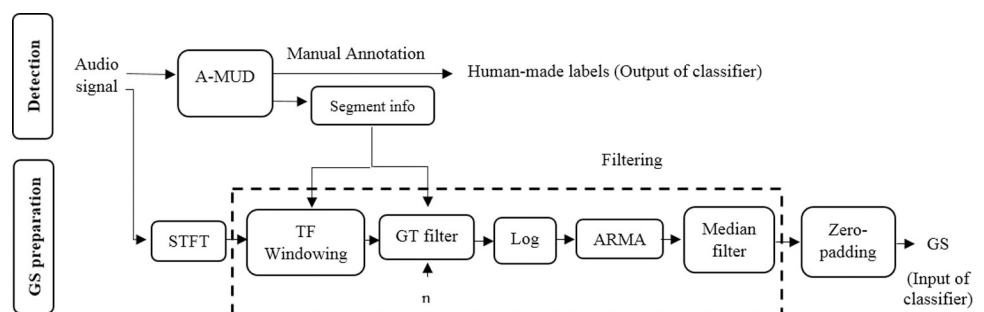 Detection
Audio
signal
A-MUD
Manual Annotation
Human-made labels (Output of classifier)
Segment info
GS preparation
Filtering
STFT
TF
Windowing
GT filter
Log
ARMA
Median
filter
Zero-
padding
GS
(Input of
classifier)
n